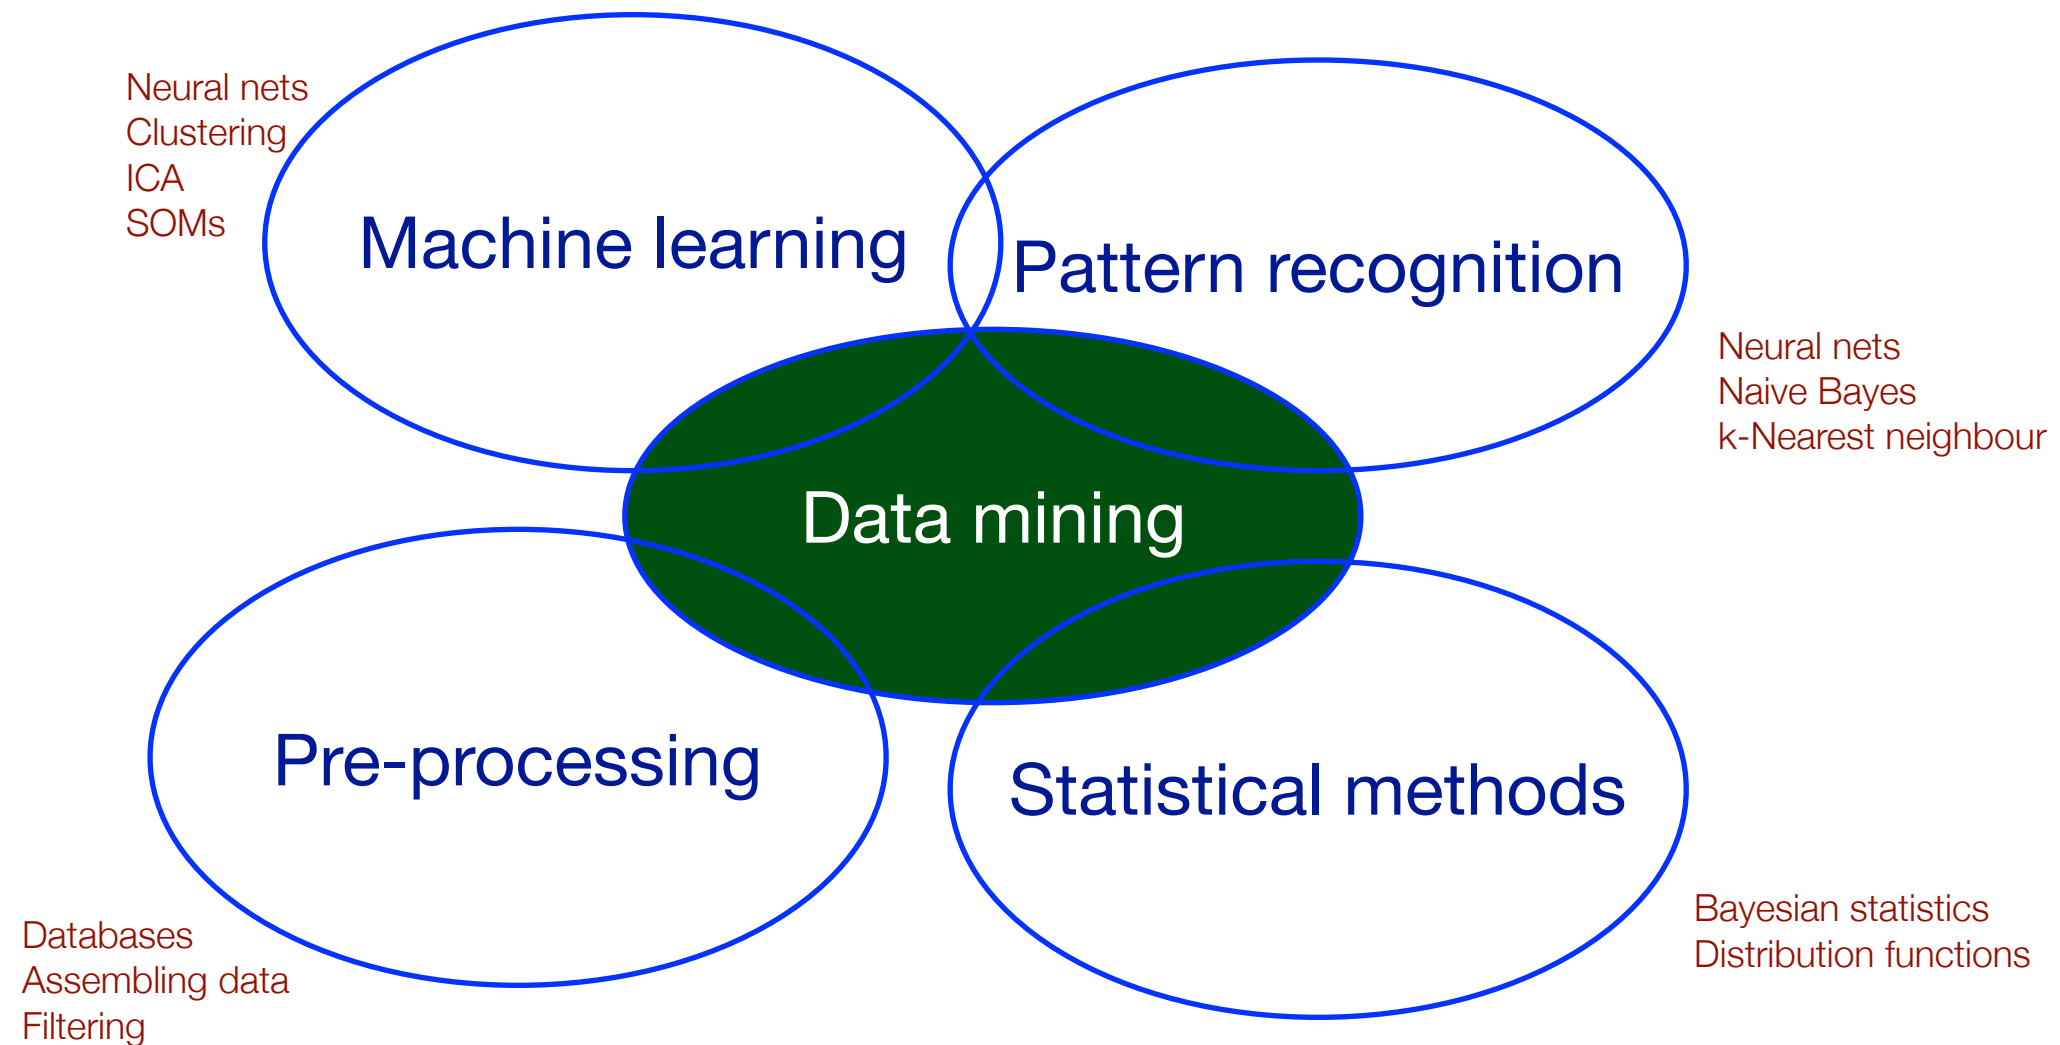 Neural nets
Clustering
ICA
SOMs
Machine learning
Pattern recognition
Neural nets
Naive Bayes
k-Nearest neighbour
Data mining
Pre-processing
Statistical methods
Databases
Assembling data
Filtering
Bayesian statistics
Distribution functions